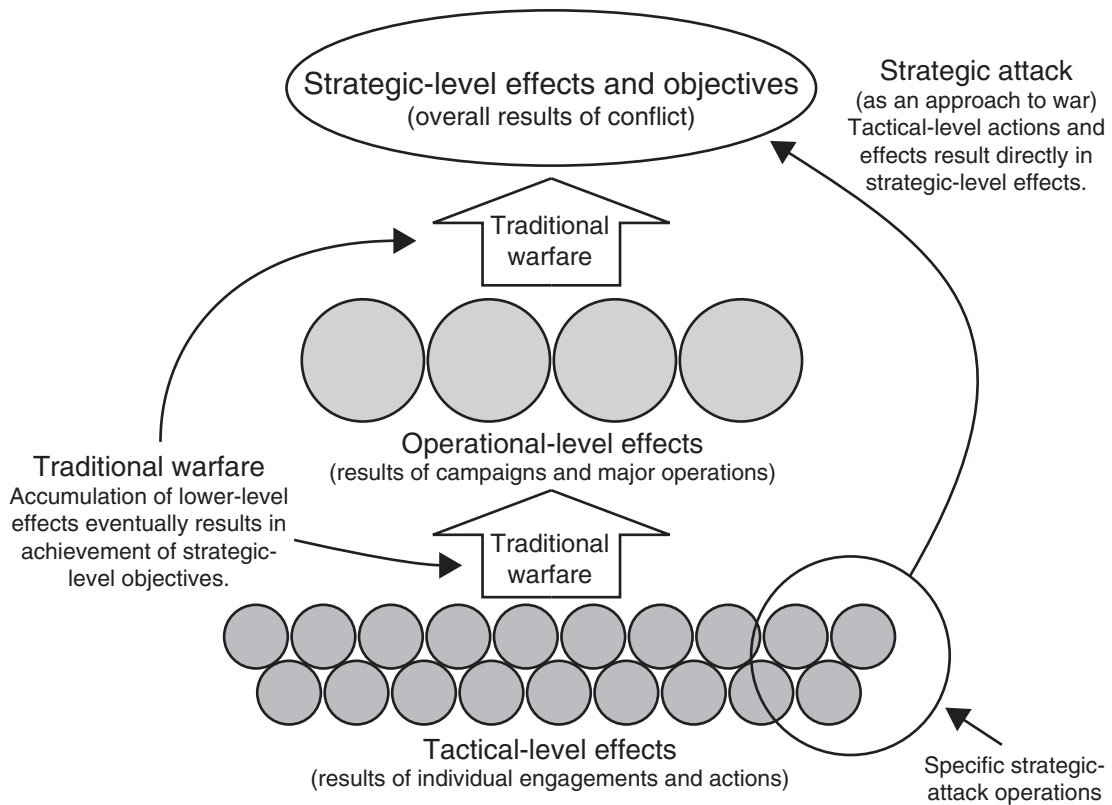 Strategic-level effects and objectives
(overall results of conflict)
Strategic attack
(as an approach to war)
Tactical-level actions and
effects result directly in
strategic-level effects.
Traditional
warfare
Operational-level effects
(results of campaigns and major operations)
Traditional warfare
Accumulation of lower-level
effects eventually results in
achievement of strategic-
level objectives.
Traditional
warfare
Tactical-level effects
(results of individual engagements and actions)
Specific strategic-
attack operations